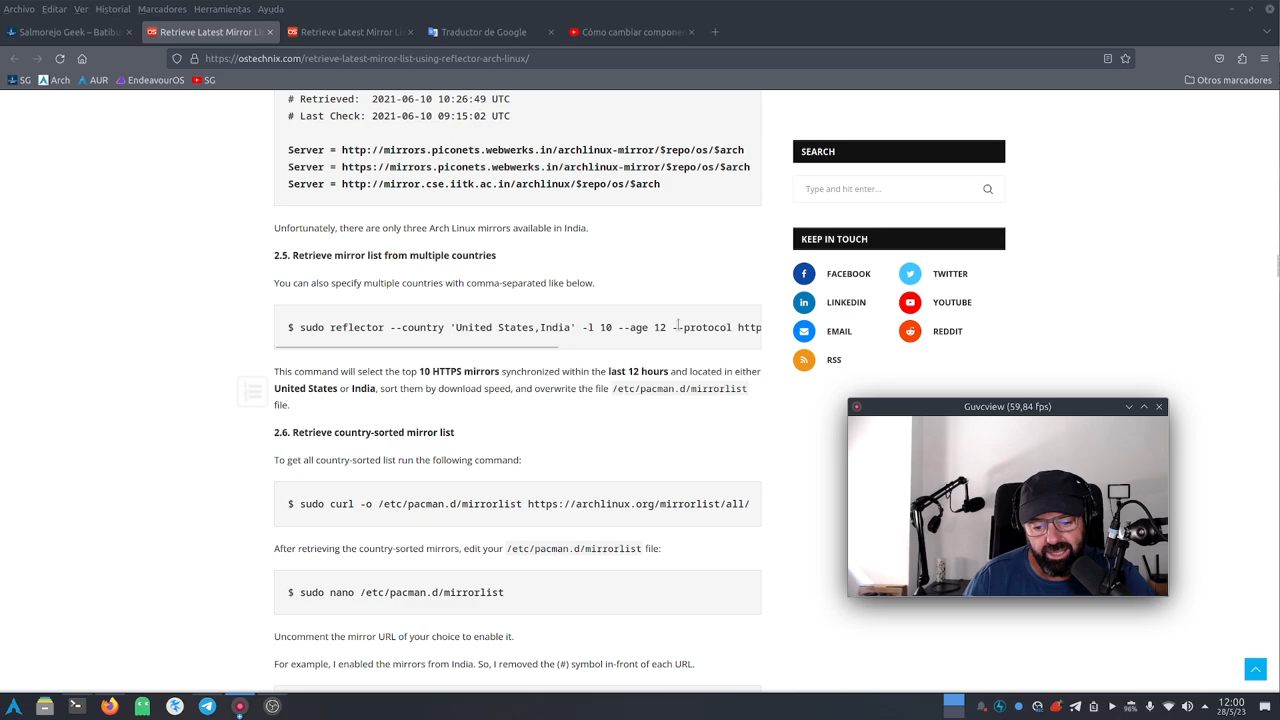 Archivo Editar Ver Historial Marcadores Herramientas Ayuda
Salmorejo Geek – Batibu
Retrieve Latest Mirror Li
Retrieve Latest Mirror Li
Traductor de Google
Cómo cambiar compone
https://ostechnix.com/retrieve-latest-mirror-list-using-reflector-arch-linux/
SG Arch AUR EndeavourOS SG Otros marcadores
# Retrieved: 2021-06-10 10:26:49 UTC
# Last Check: 2021-06-10 09:15:02 UTC
Server = http://mirrors.piconets.webwerks.in/archlinux-mirror/$repo/os/$arch
Server = https://mirrors.piconets.webwerks.in/archlinux-mirror/$repo/os/$arch
Server = http://mirror.cse.iitk.ac.in/archlinux/$repo/os/$arch
Unfortunately, there are only three Arch Linux mirrors available in India.
2.5. Retrieve mirror list from multiple countries
You can also specify multiple countries with comma-separated like below.
$ sudo reflector --country 'United States,India' -l 10 --age 12 --protocol http
This command will select the top 10 HTTPS mirrors synchronized within the last 12 hours and located in either
United States or India, sort them by download speed, and overwrite the file /etc/pacman.d/mirrorlist
file.
2.6. Retrieve country-sorted mirror list
To get all country-sorted list run the following command:
$ sudo curl -o /etc/pacman.d/mirrorlist https://archlinux.org/mirrorlist/all/
After retrieving the country-sorted mirrors, edit your /etc/pacman.d/mirrorlist file:
$ sudo nano /etc/pacman.d/mirrorlist
Uncomment the mirror URL of your choice to enable it.
For example, I enabled the mirrors from India. So, I removed the (#) symbol in-front of each URL.
SEARCH
Type and hit enter...
KEEP IN TOUCH
FACEBOOK TWITTER
LINKEDIN YOUTUBE
EMAIL REDDIT
RSS
Guvcview (59,84 fps)
96%
12:00
28/5/23